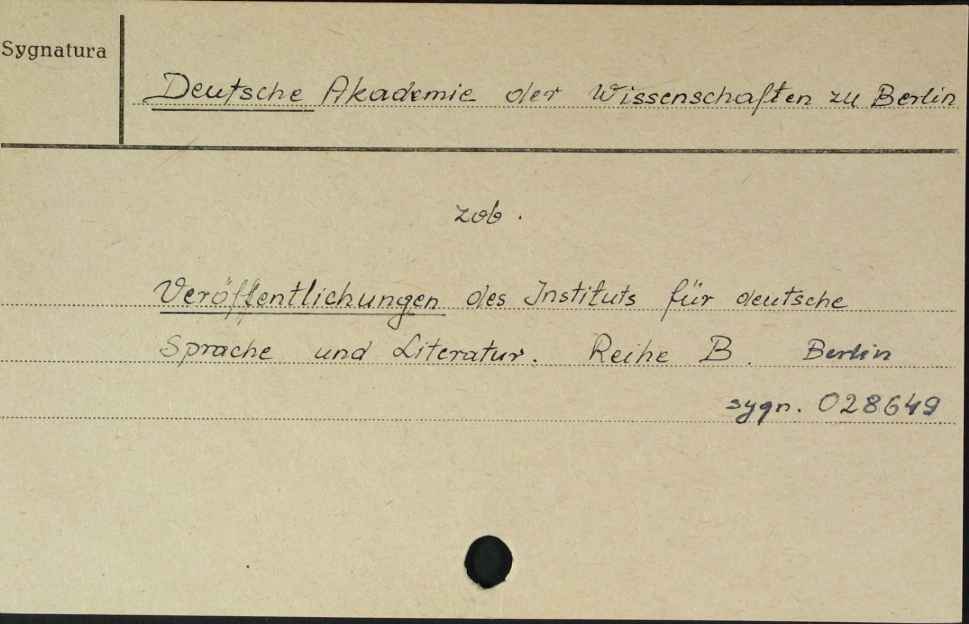 Sygnatura
Deutsche Akademie der Wissenschaften zu Berlin
zob.
Veröffentlichungen des Instituts für deutsche
Sprache und Literatur. Reihe B. Berlin
sygn. 028649